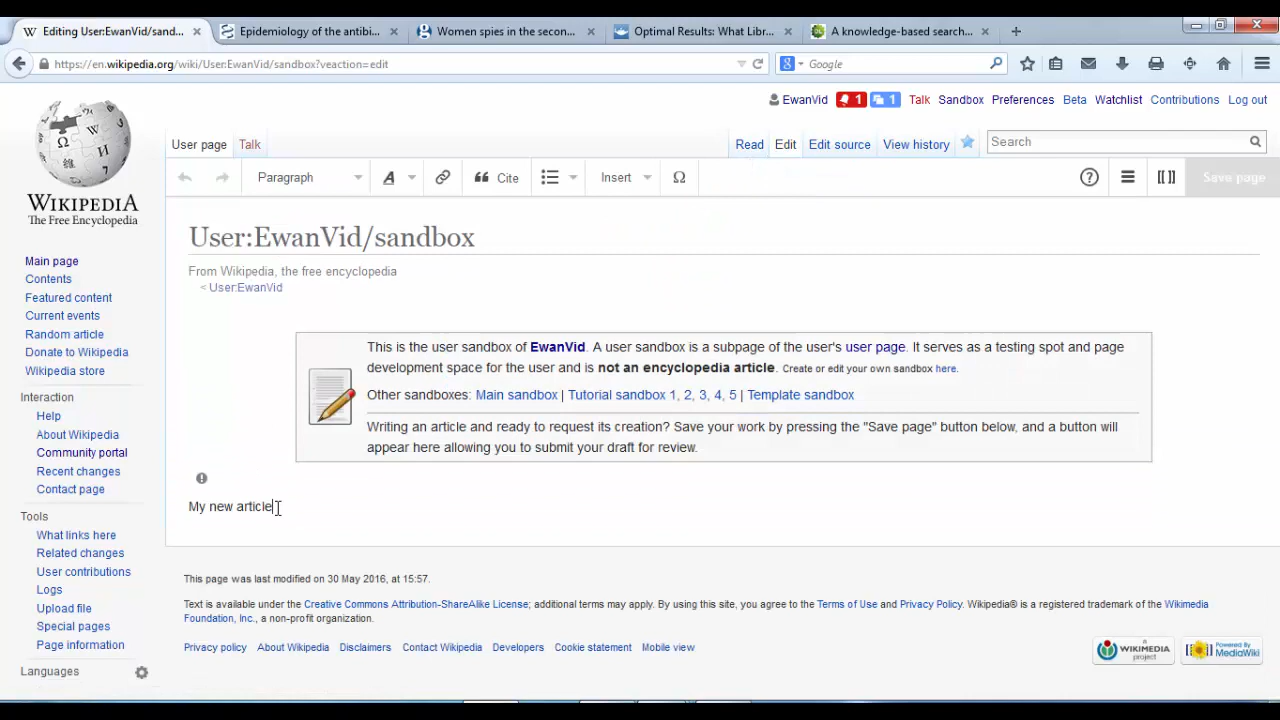 Editing User:EwanVid/sand...
Epidemiology of the antibi...
Women spies in the secon...
Optimal Results: What Libr...
A knowledge-based search...
https://en.wikipedia.org/wiki/User:EwanVid/sandbox?veaction=edit
Google
EwanVid 1 1 Talk Sandbox Preferences Beta Watchlist Contributions Log out
User page Talk Read Edit Edit source View history Search
Paragraph A Cite Insert Ω Save page
WIKIPEDIA
The Free Encyclopedia
Main page
Contents
Featured content
Current events
Random article
Donate to Wikipedia
Wikipedia store
Interaction
Help
About Wikipedia
Community portal
Recent changes
Contact page
Tools
What links here
Related changes
User contributions
Logs
Upload file
Special pages
Page information
Languages
User:EwanVid/sandbox
From Wikipedia, the free encyclopedia
< User:EwanVid
This is the user sandbox of EwanVid. A user sandbox is a subpage of the user's user page. It serves as a testing spot and page
development space for the user and is not an encyclopedia article. Create or edit your own sandbox here.
Other sandboxes: Main sandbox | Tutorial sandbox 1, 2, 3, 4, 5 | Template sandbox
Writing an article and ready to request its creation? Save your work by pressing the "Save page" button below, and a button will
appear here allowing you to submit your draft for review.
My new article
This page was last modified on 30 May 2016, at 15:57.
Text is available under the Creative Commons Attribution-ShareAlike License; additional terms may apply. By using this site, you agree to the Terms of Use and Privacy Policy. Wikipedia® is a registered trademark of the Wikimedia
Foundation, Inc., a non-profit organization.
Privacy policy About Wikipedia Disclaimers Contact Wikipedia Developers Cookie statement Mobile view
A WIKIMEDIA project
Powered By MediaWiki